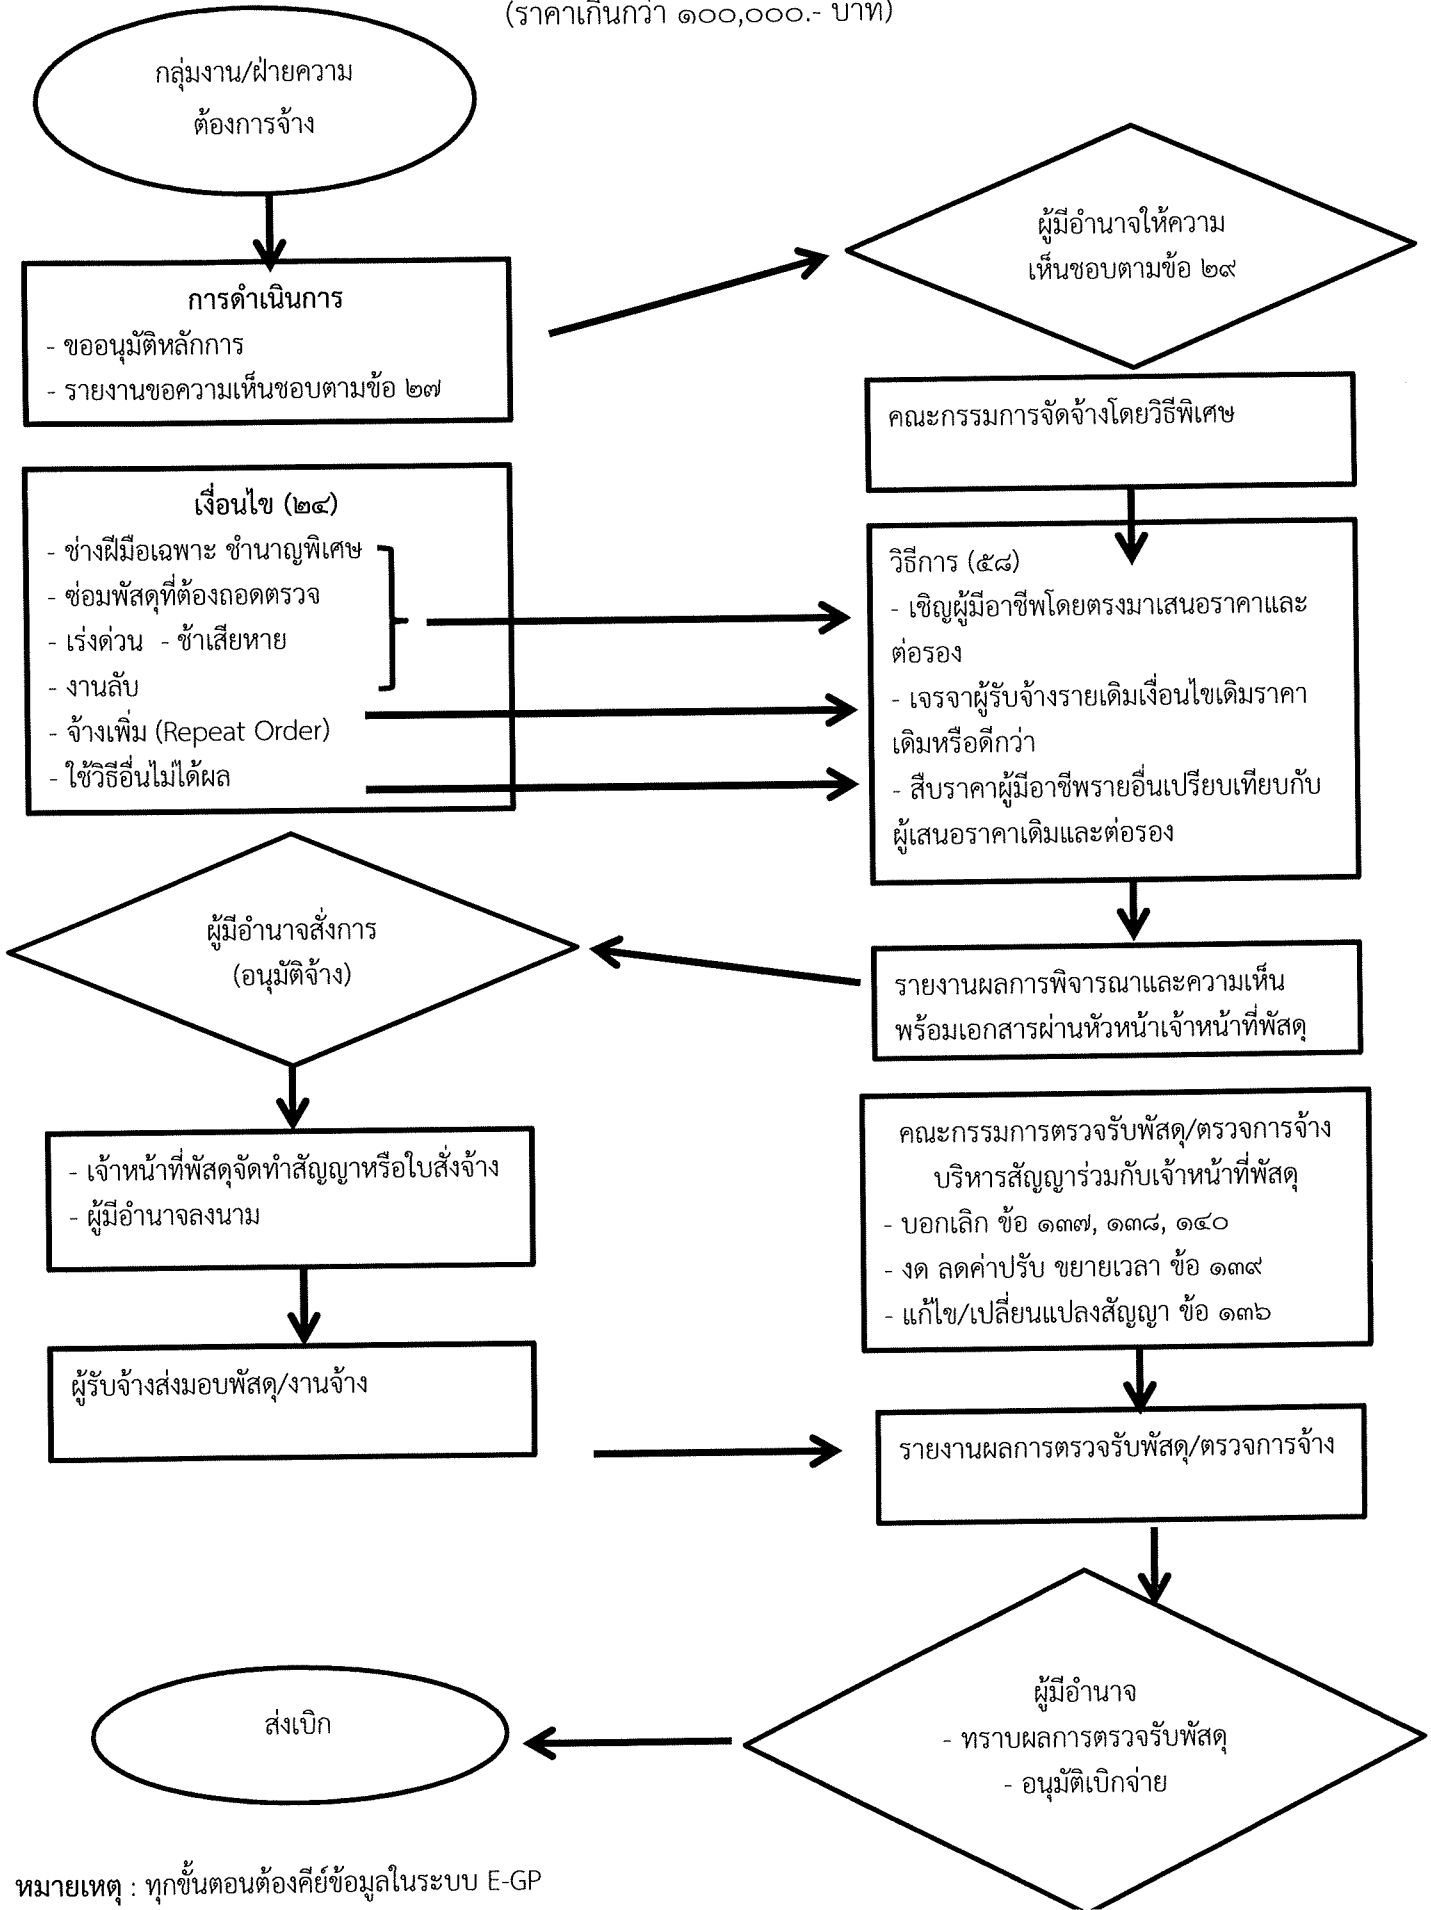 (ราคาเกินกว่า ๑๐๐,๐๐๐.- บาท)
กลุ่มงาน/ฝ่ายความ
ต้องการจ้าง
การดำเนินการ
- ขออนุมัติหลักการ
- รายงานขอความเห็นชอบตามข้อ ๒๗
ผู้มีอำนาจให้ความ
เห็นชอบตามข้อ ๒๙
คณะกรรมการจัดจ้างโดยวิธีพิเศษ
เงื่อนไข (๒๔)
- ช่างฝีมือเฉพาะ ชำนาญพิเศษ
- ซ่อมพัสดุที่ต้องถอดตรวจ
- เร่งด่วน - ช้าเสียหาย
- งานลับ
- จ้างเพิ่ม (Repeat Order)
- ใช้วิธีอื่นไม่ได้ผล
วิธีการ (๕๘)
- เชิญผู้มีอาชีพโดยตรงมาเสนอราคาและ
ต่อรอง
- เจรจาผู้รับจ้างรายเดิมเงื่อนไขเดิมราคา
เดิมหรือดีกว่า
- สืบราคาผู้มีอาชีพรายอื่นเปรียบเทียบกับ
ผู้เสนอราคาเดิมและต่อรอง
รายงานผลการพิจารณาและความเห็น
พร้อมเอกสารผ่านหัวหน้าเจ้าหน้าที่พัสดุ
ผู้มีอำนาจสั่งการ
(อนุมัติจ้าง)
- เจ้าหน้าที่พัสดุจัดทำสัญญาหรือใบสั่งจ้าง
- ผู้มีอำนาจลงนาม
ผู้รับจ้างส่งมอบพัสดุ/งานจ้าง
คณะกรรมการตรวจรับพัสดุ/ตรวจการจ้าง
บริหารสัญญาร่วมกับเจ้าหน้าที่พัสดุ
- บอกเลิก ข้อ ๑๓๗, ๑๓๘, ๑๔๐
- งด ลดค่าปรับ ขยายเวลา ข้อ ๑๓๙
- แก้ไข/เปลี่ยนแปลงสัญญา ข้อ ๑๓๖
รายงานผลการตรวจรับพัสดุ/ตรวจการจ้าง
ผู้มีอำนาจ
- ทราบผลการตรวจรับพัสดุ
- อนุมัติเบิกจ่าย
ส่งเบิก
หมายเหตุ : ทุกขั้นตอนต้องคีย์ข้อมูลในระบบ E-GP